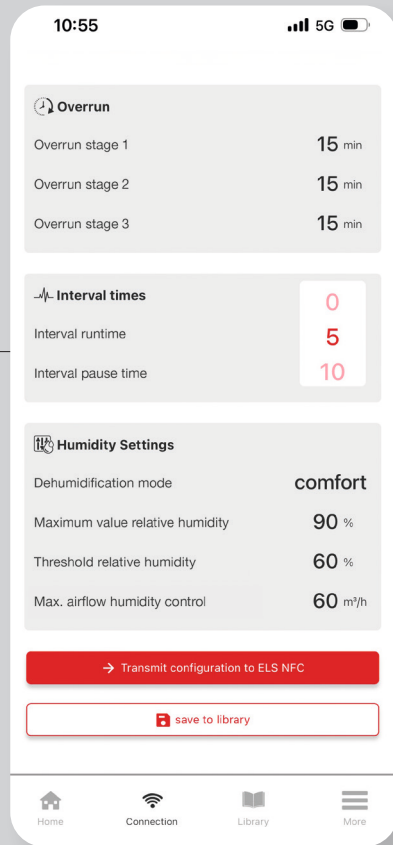 10:55 5G
Overrun
Overrun stage 1 15 min
Overrun stage 2 15 min
Overrun stage 3 15 min
Interval times 0
Interval runtime 5
Interval pause time 10
Humidity Settings
Dehumidification mode comfort
Maximum value relative humidity 90 %
Threshold relative humidity 60 %
Max. airflow humidity control 60 m³/h
→ Transmit configuration to ELS NFC
save to library
Home Connection Library More